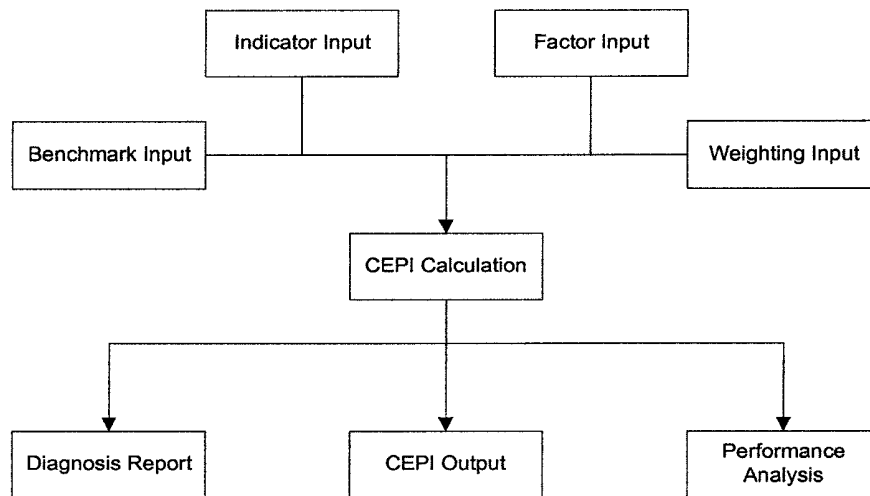 Indicator Input
Factor Input
Benchmark Input
Weighting Input
CEPI Calculation
Diagnosis Report
CEPI Output
Performance
Analysis